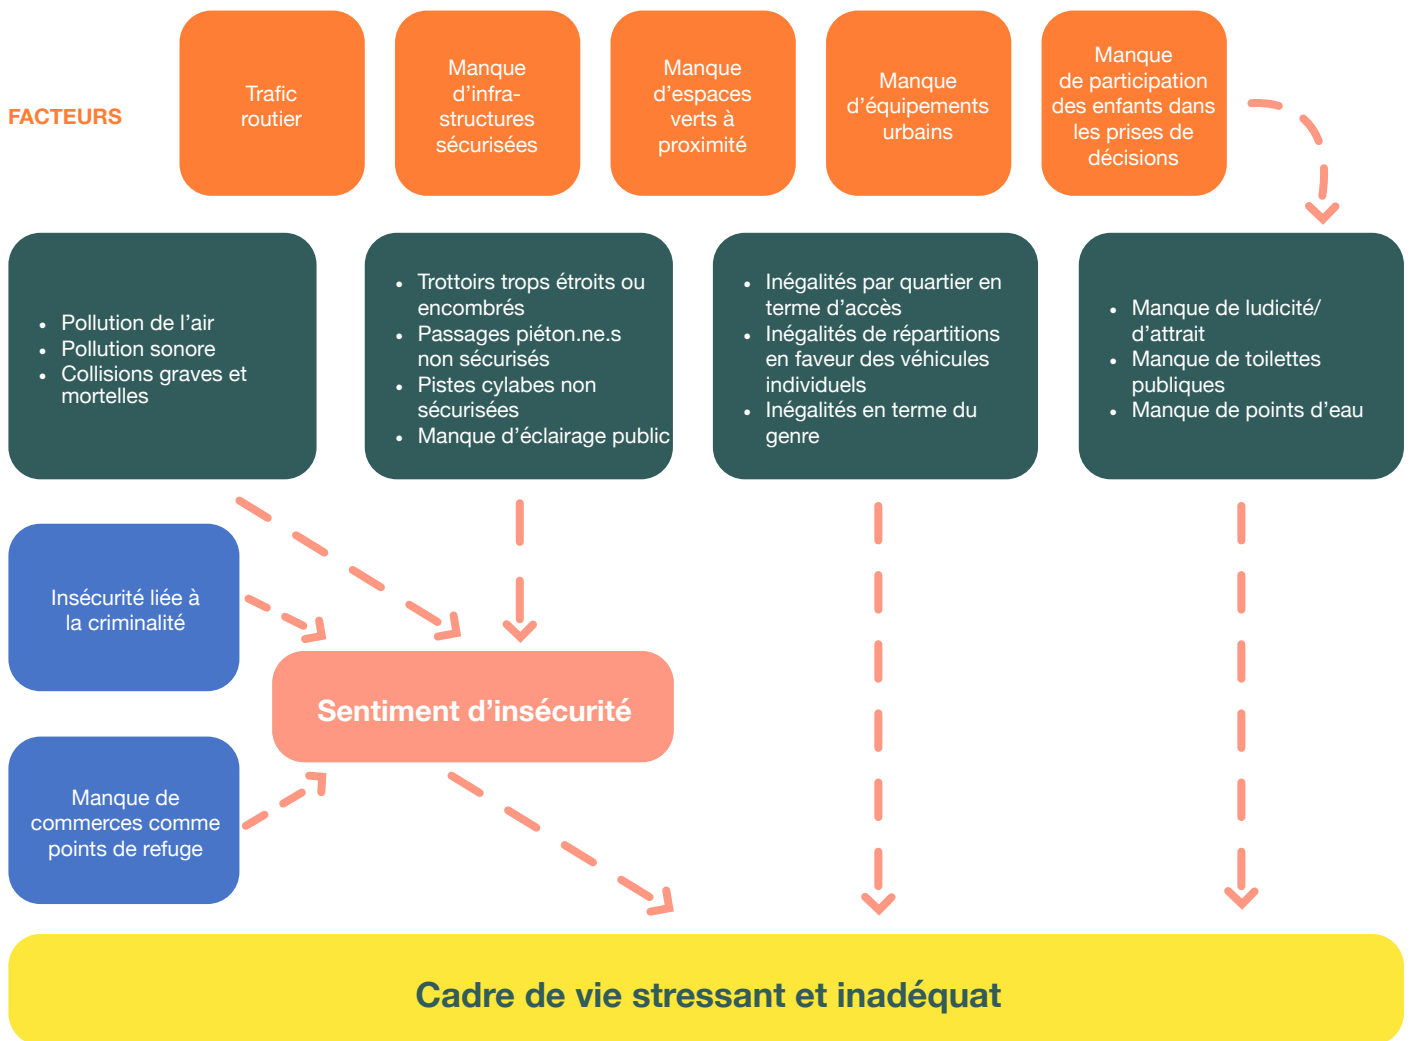 FACTEURS
Trafic
routier
Manque
d'infra-
structures
sécurisées
Manque
d'espaces
verts à
proximité
Manque
d'équipements
urbains
Manque
de participation
des enfants dans
les prises de
décisions
• Pollution de l'air
• Pollution sonore
• Collisions graves et
mortelles
• Trottoirs trops étroits ou
encombrés
• Passages piéton.ne.s
non sécurisés
• Pistes cylabes non
sécurisées
• Manque d'éclairage public
• Inégalités par quartier en
terme d'accès
• Inégalités de répartitions
en faveur des véhicules
individuels
• Inégalités en terme du
genre
• Manque de ludicité/
d'attrait
• Manque de toilettes
publiques
• Manque de points d'eau
Insécurité liée à
la criminalité
Sentiment d'insécurité
Manque de
commerces comme
points de refuge
Cadre de vie stressant et inadéquat